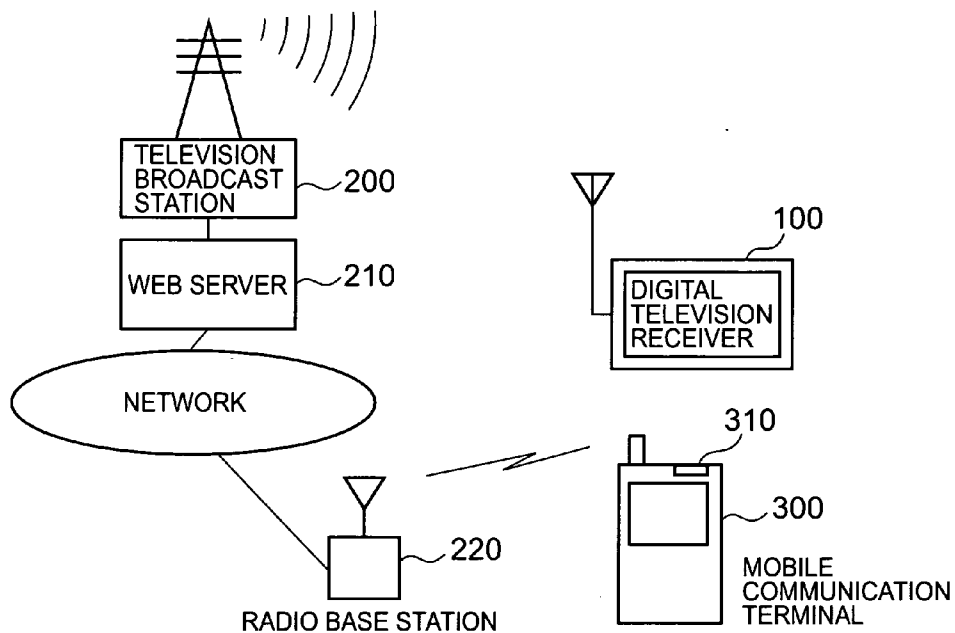 TELEVISION
BROADCAST
STATION
200
WEB SERVER
210
100
DIGITAL
TELEVISION
RECEIVER
NETWORK
310
300
220
RADIO BASE STATION
MOBILE
COMMUNICATION
TERMINAL